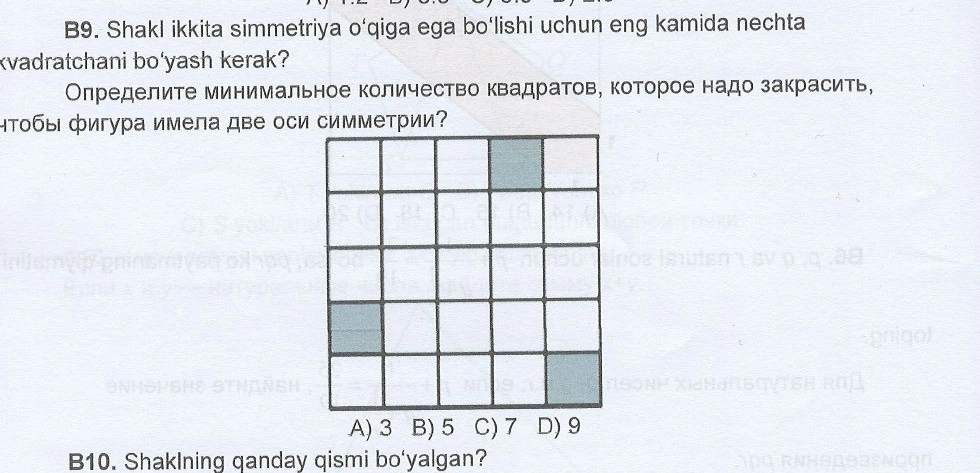 B9. Shakl ikkita simmetriya o‘qiga ega bo‘lishi uchun eng kamida nechta
kvadratchani bo‘yash kerak?
Определите минимальное количество квадратов, которое надо закрасить,
чтобы фигура имела две оси симметрии?
A) 3 B) 5 C) 7 D) 9
B10. Shaklning qanday qismi bo‘yalgan?